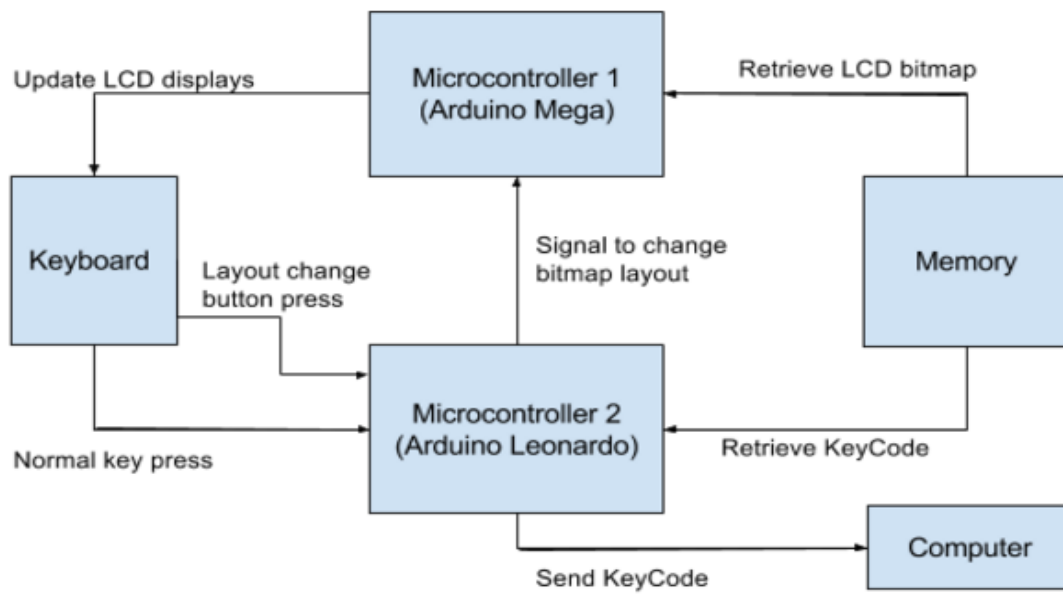 Microcontroller 1
(Arduino Mega)
Update LCD displays
Retrieve LCD bitmap
Keyboard
Layout change
button press
Signal to change
bitmap layout
Memory
Microcontroller 2
(Arduino Leonardo)
Normal key press
Retrieve KeyCode
Computer
Send KeyCode